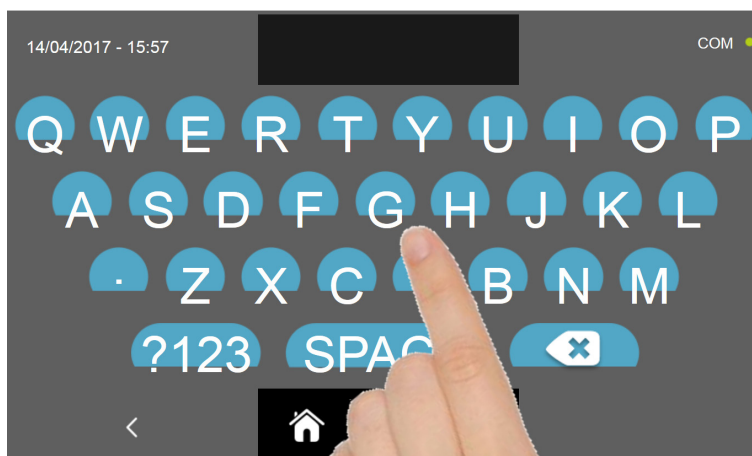 14/04/2017 - 15:57
COM
Q W E R T Y U I O P
A S D F G H J K L
. Z X C B N M
?123